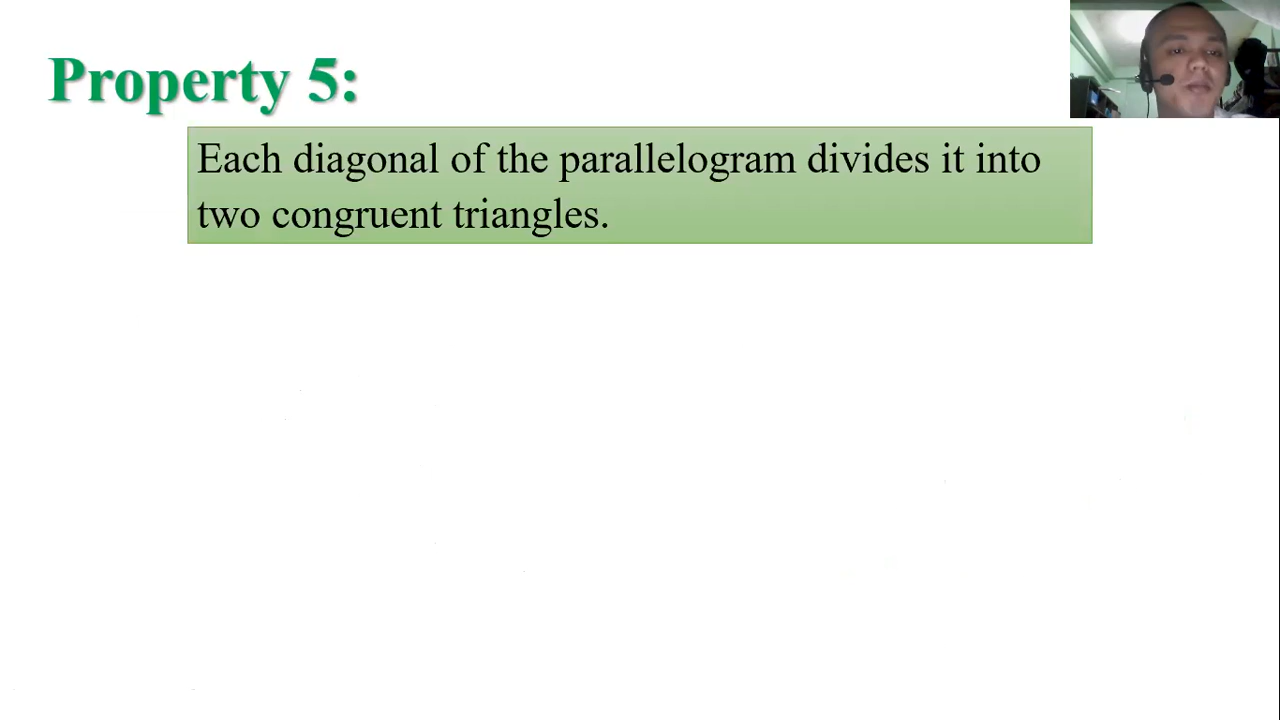 Property 5:
Each diagonal of the parallelogram divides it into
two congruent triangles.